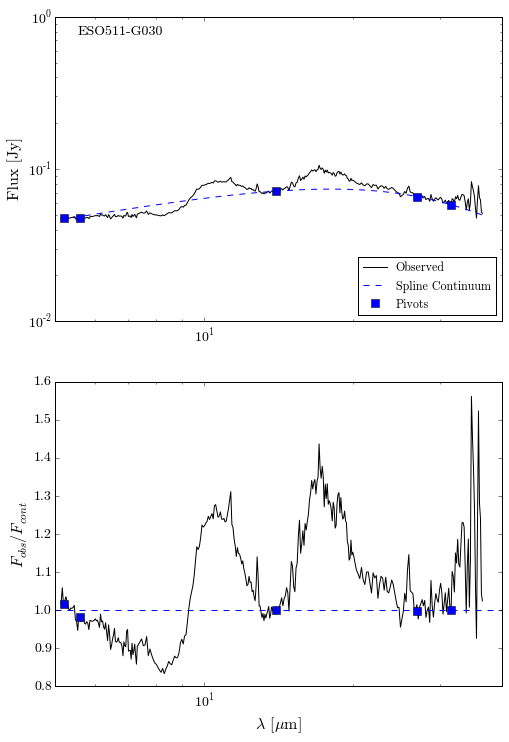 ESO511-G030
10^0
10^-1
10^-2
Flux [Jy]
Observed
Spline Continuum
Pivots
10^1
1.6
1.5
1.4
1.3
1.2
1.1
1.0
0.9
0.8
F_obs/F_cont
10^1
λ [μm]